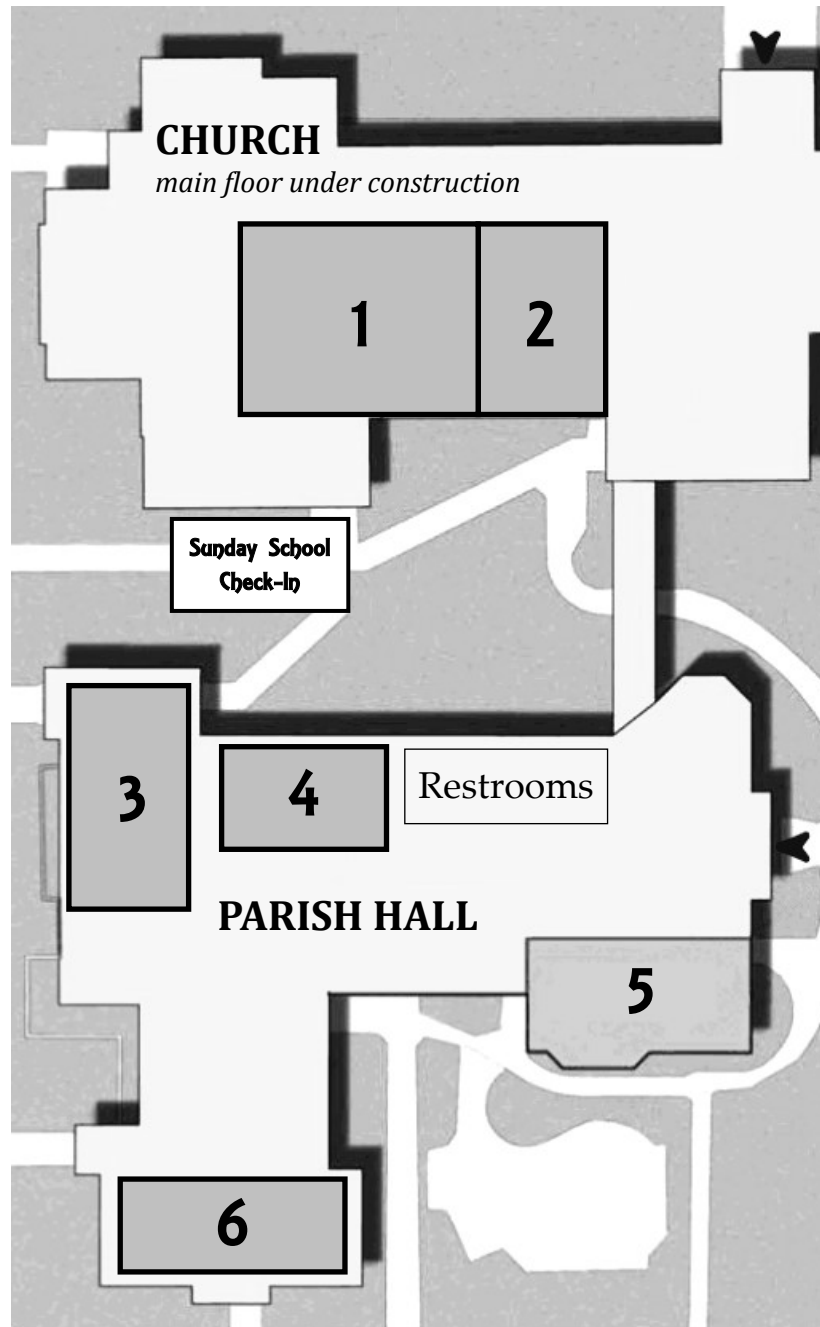 CHURCH
main floor under construction
1
2
Sunday School
Check-In
3
4
Restrooms
PARISH HALL
5
6